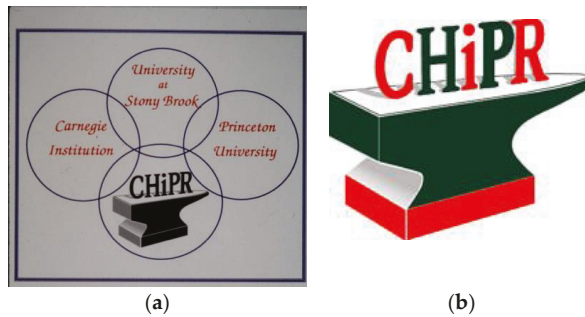 University
at
Stony Brook
Carnegie
Institution
Princeton
University
CHiPR
CHiPR
(a)
(b)